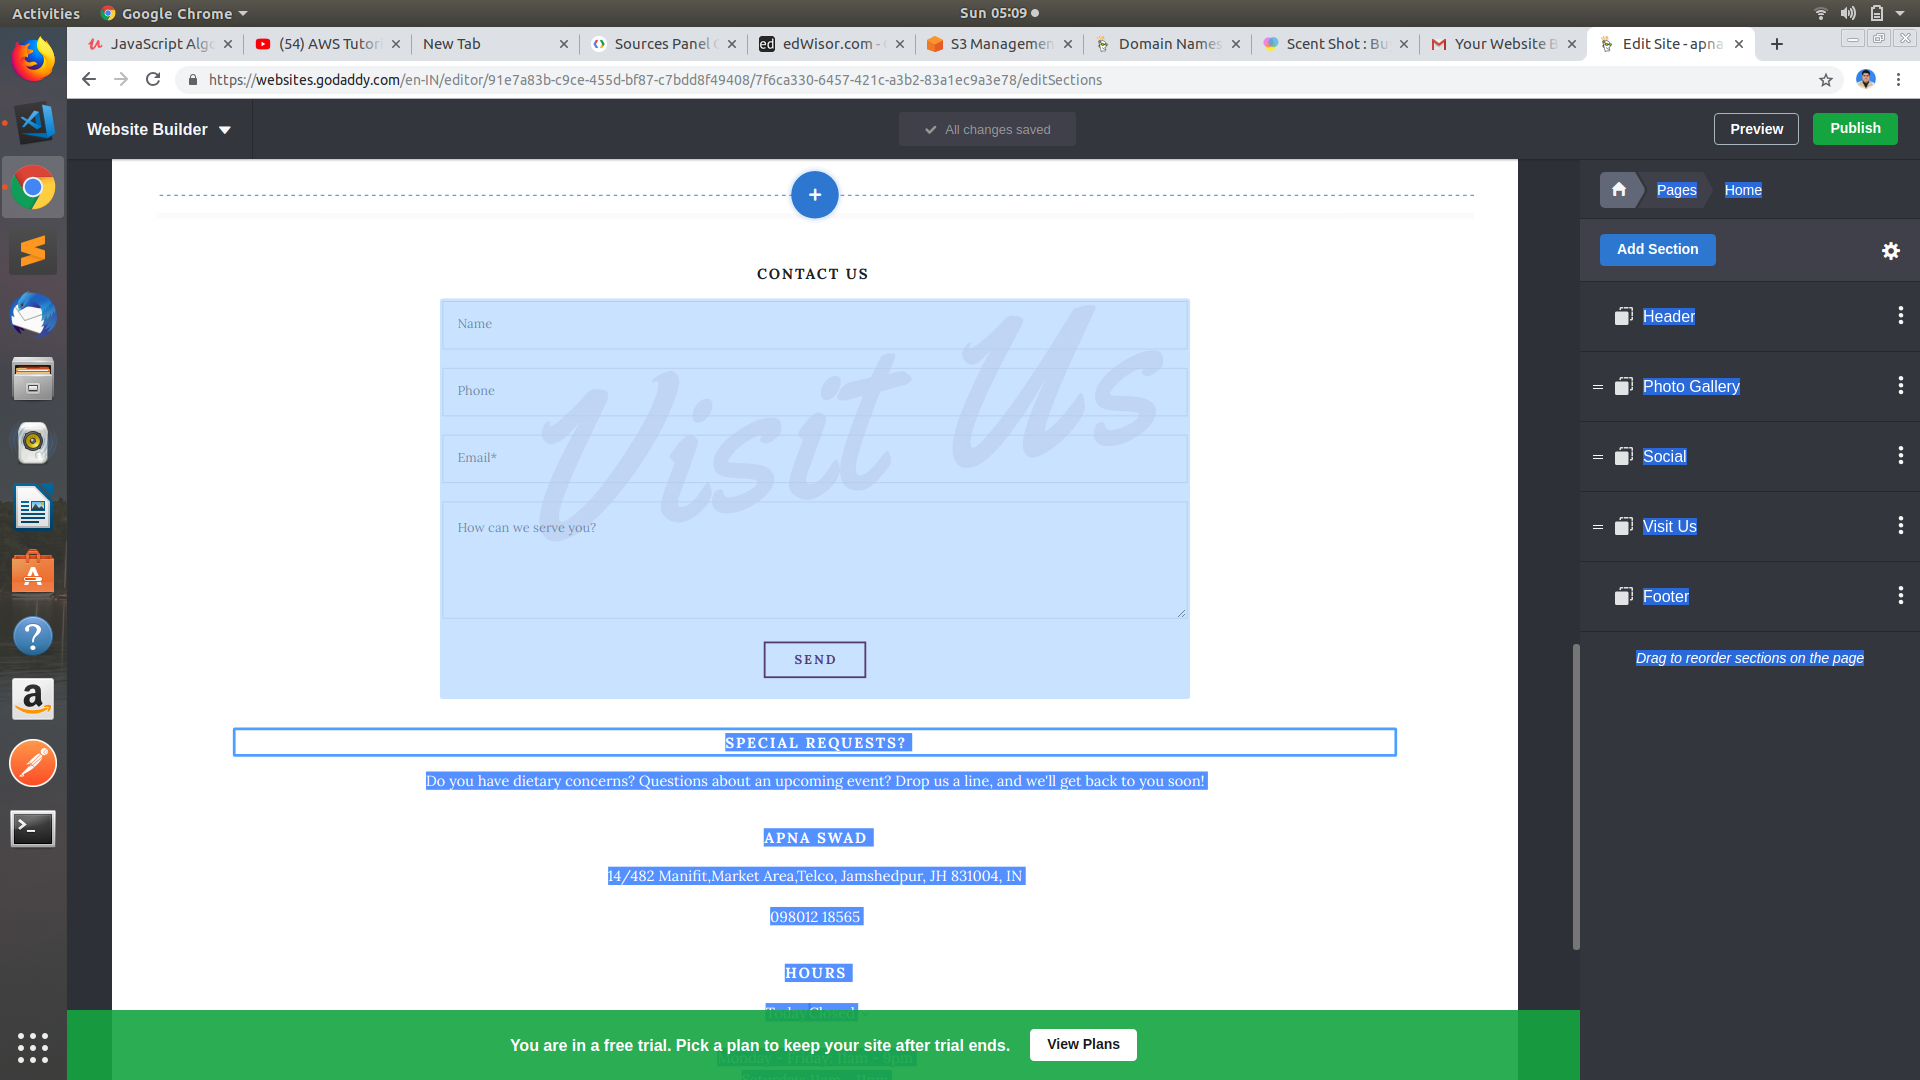 Activities
Google Chrome
Sun 05:09
JavaScript Algo
(54) AWS Tutori
New Tab
Sources Panel
edWisor.com -
S3 Managemen
Domain Names
Scent Shot : Bu
Your Website B
Edit Site - apna
https://websites.godaddy.com/en-IN/editor/91e7a83b-c9ce-455d-bf87-c7bdd8f49408/7f6ca330-6457-421c-a3b2-83a1ec9a3e78/editSections
Website Builder
All changes saved
Preview
Publish
Pages
Home
Add Section
Header
Photo Gallery
Social
Visit Us
Footer
Drag to reorder sections on the page
CONTACT US
Visit Us
Name
Phone
Email*
How can we serve you?
SEND
SPECIAL REQUESTS?
Do you have dietary concerns? Questions about an upcoming event? Drop us a line, and we'll get back to you soon!
APNA SWAD
14/482 Manifit,Market Area,Telco, Jamshedpur, JH 831004, IN
098012 18565
HOURS
Today Closed
You are in a free trial. Pick a plan to keep your site after trial ends.
View Plans